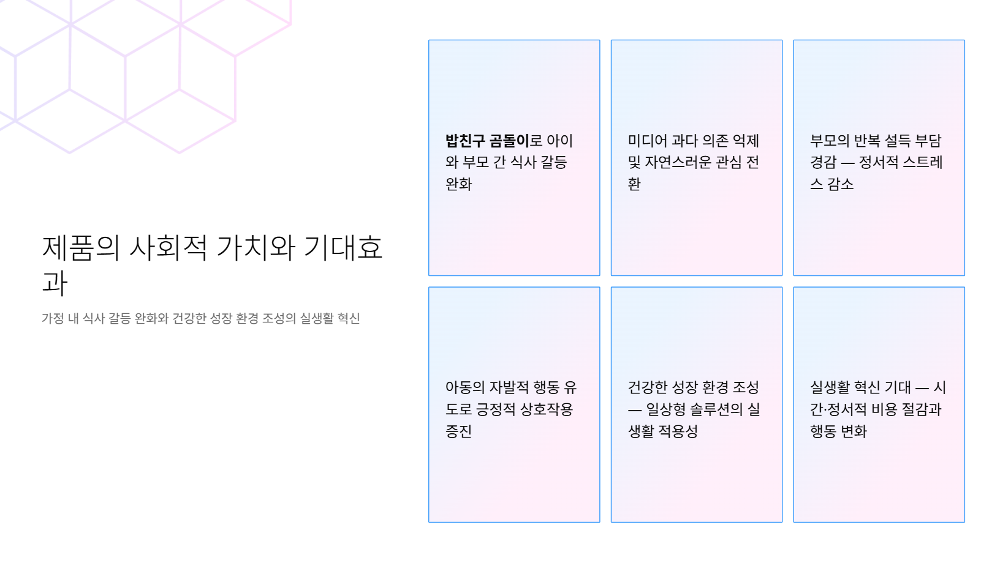 제품의 사회적 가치와 기대효
과
가정 내 식사 갈등 완화와 건강한 성장 환경 조성의 실생활 혁신
밥친구 곰돌이로 아이
와 부모 간 식사 갈등
완화
미디어 과다 의존 억제
및 자연스러운 관심 전
환
부모의 반복 설득 부담
경감 — 정서적 스트레
스 감소
아동의 자발적 행동 유
도로 긍정적 상호작용
증진
건강한 성장 환경 조성
— 일상형 솔루션의 실
생활 적용성
실생활 혁신 기대 — 시
간·정서적 비용 절감과
행동 변화